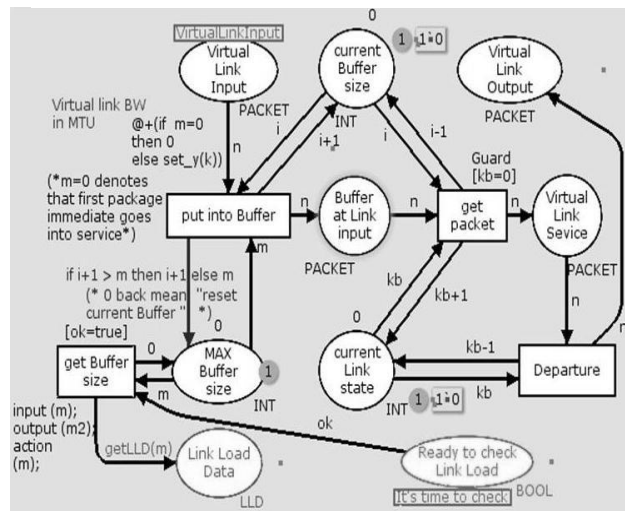 VirtualLinkInput
Virtual
Link
Input
PACKET
0
current
Buffer
size
1
1`0
INT
Virtual
Link
Output
PACKET
Virtual link BW
in MTU
@+(if m=0
then 0
else set_y(k))
n
(*m=0 denotes
that first package
immediate goes
into service*)
i
i+1
i
i-1
put into Buffer
n
Buffer
at Link
input
PACKET
n
Guard
[kb=0]
get
packet
n
Virtual
Link
Sevice
PACKET
n
n
m
if i+1 > m then i+1 else m
(* 0 back mean "reset
current Buffer " *)
[ok=true]
get Buffer
size
0
m
0
MAX
Buffer
size
1
INT
kb
kb+1
0
current
Link
state
INT
1
1`0
kb-1
kb
Departure
input (m);
output (m2);
action
(m);
getLLD(m)
Link Load
Data
LLD
ok
Ready to check
Link Load
BOOL
It's time to check